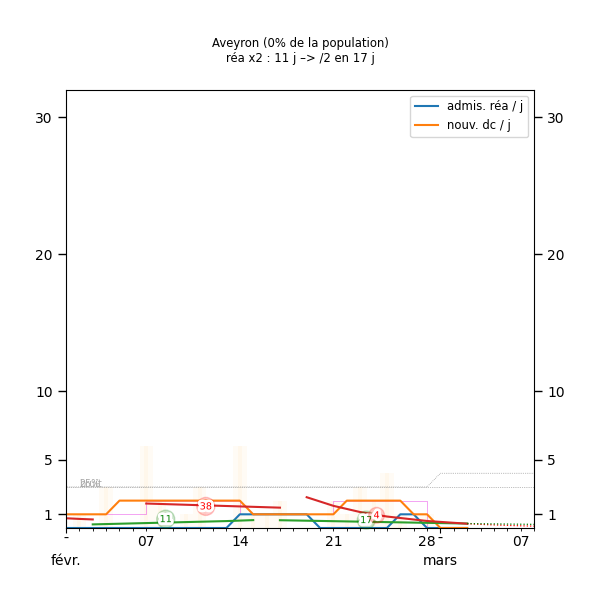 Aveyron (0% de la population)
réa x2 : 11 j –> /2 en 17 j
admis. réa / j
nouv. dc / j
30 30
20 20
10 10
5 5
1 1
38
11
17
4
- 07 14 21 28 - 07
févr. mars